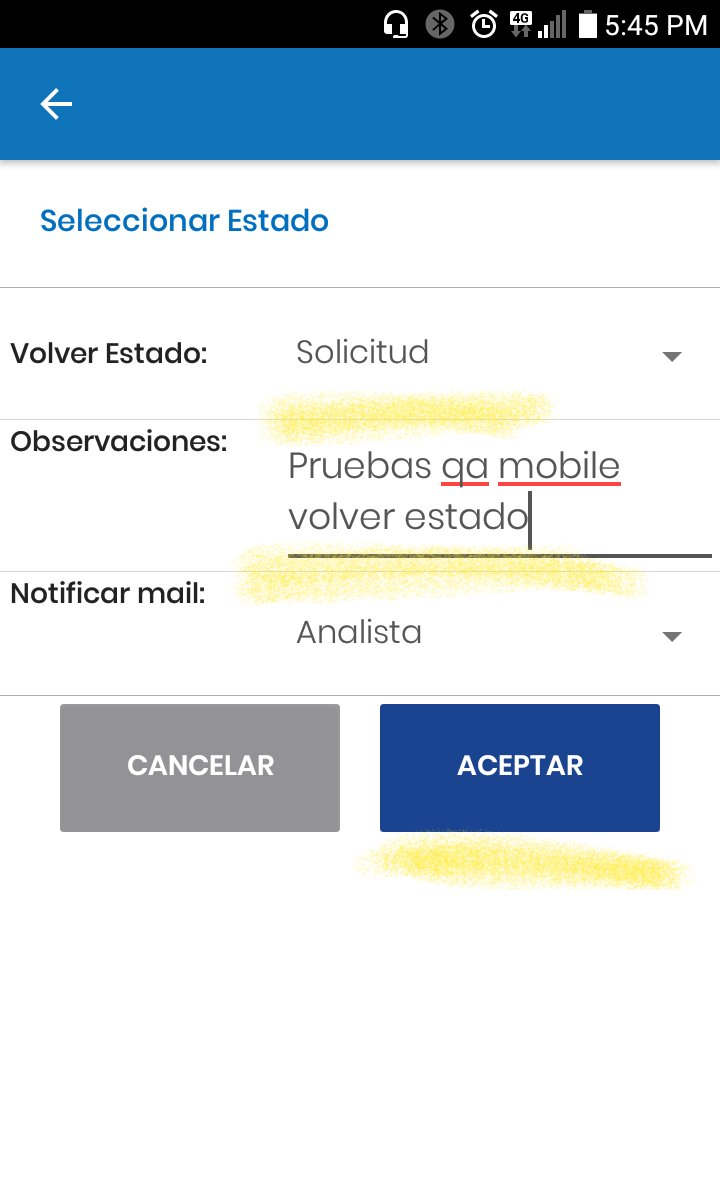 4G 5:45 PM
Seleccionar Estado
Volver Estado: Solicitud
Observaciones:
Pruebas qa mobile
volver estado
Notificar mail:
Analista
CANCELAR ACEPTAR